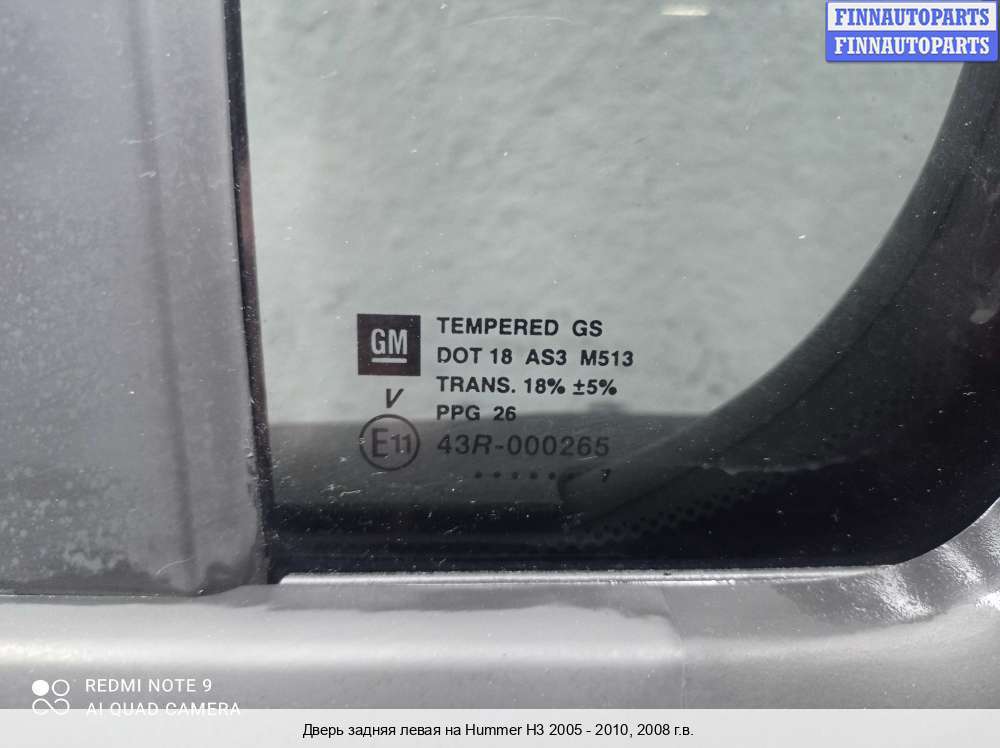 FINNAUTOPARTS
FINNAUTOPARTS
GM
TEMPERED GS
DOT 18 AS3 M513
TRANS. 18% ±5%
V
PPG 26
E11 43R-000265
•••••• 7
REDMI NOTE 9
AI QUAD CAMERA
Дверь задняя левая на Hummer H3 2005 - 2010, 2008 г.в.